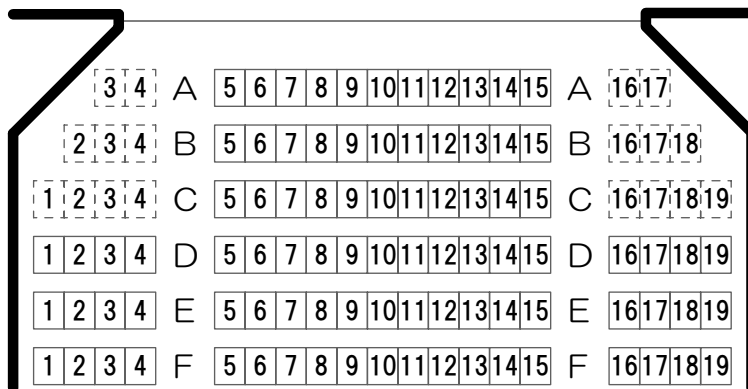 3 4 A 5 6 7 8 9 10 11 12 13 14 15 A 16 17
2 3 4 B 5 6 7 8 9 10 11 12 13 14 15 B 16 17 18
1 2 3 4 C 5 6 7 8 9 10 11 12 13 14 15 C 16 17 18 19
1 2 3 4 D 5 6 7 8 9 10 11 12 13 14 15 D 16 17 18 19
1 2 3 4 E 5 6 7 8 9 10 11 12 13 14 15 E 16 17 18 19
1 2 3 4 F 5 6 7 8 9 10 11 12 13 14 15 F 16 17 18 19